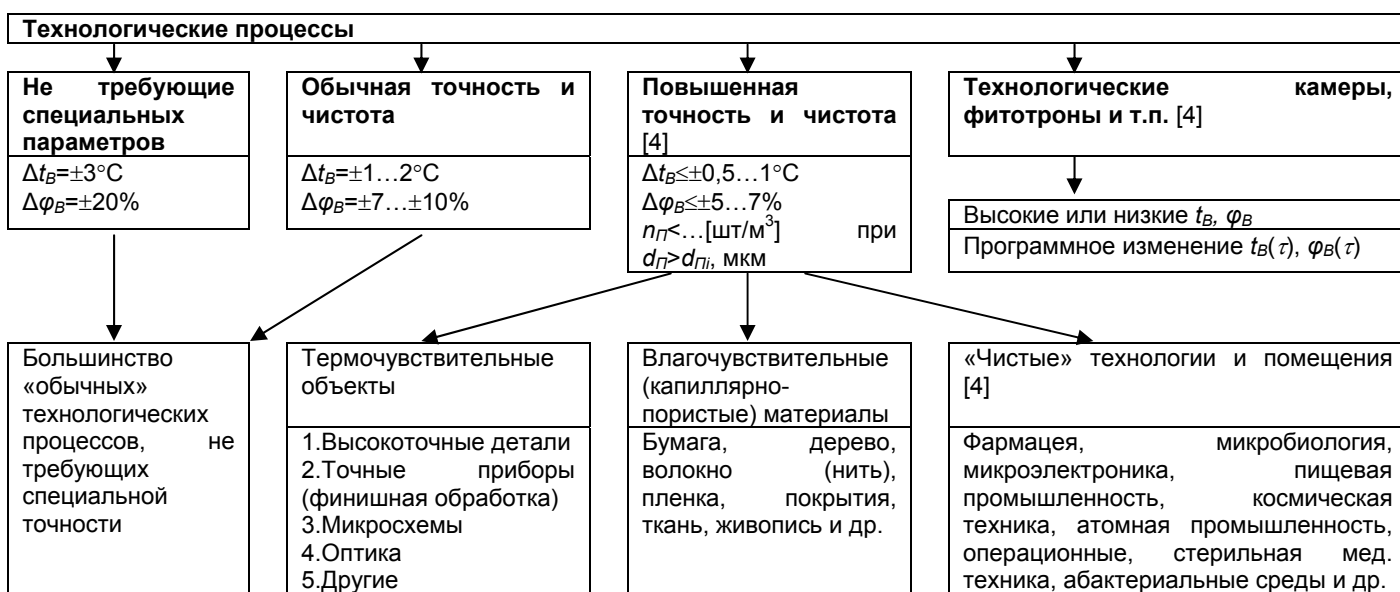 Технологические процессы
Не требующие
специальных
параметров
Δtв=±3°C
Δφв=±20%
Обычная точность и
чистота
Δtв=±1…2°C
Δφв=±7…±10%
Повышенная
точность и чистота
[4]
Δtв≤±0,5…1°C
Δφв≤±5…7%
nп<…[шт/м³] при
dп>dпi, мкм
Технологические камеры,
фитотроны и т.п. [4]
Высокие или низкие tв, φв
Программное изменение tв(τ), φв(τ)
Большинство
«обычных»
технологических
процессов, не
требующих
специальной
точности
Термочувствительные
объекты
1.Высокоточные детали
2.Точные приборы
(финишная обработка)
3.Микросхемы
4.Оптика
5.Другие
Влагочувствительные
(капиллярно-
пористые) материалы
Бумага, дерево,
волокно (нить),
пленка, покрытия,
ткань, живопись и др.
«Чистые» технологии и помещения
[4]
Фармацея, микробиология,
микроэлектроника, пищевая
промышленность, космическая
техника, атомная промышленность,
операционные, стерильная мед.
техника, абактериальные среды и др.